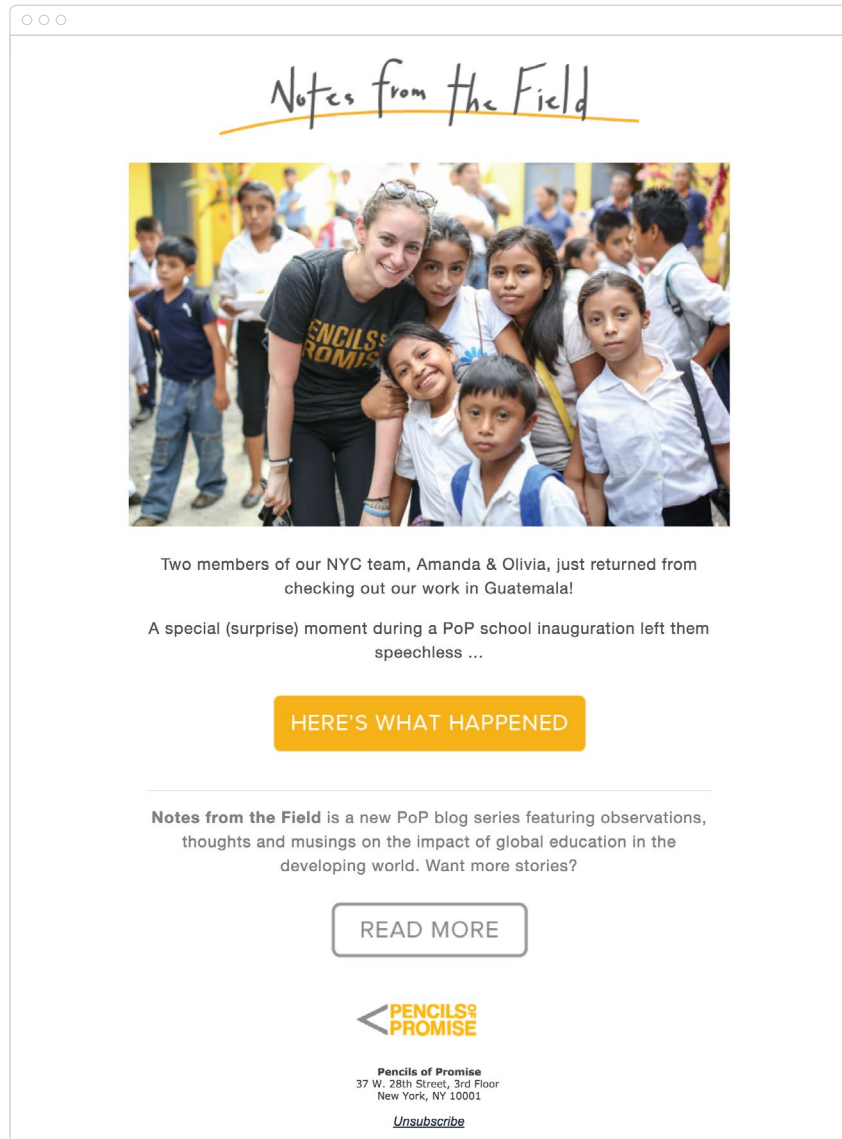 Notes from the Field
PENCILS OF
PROMISE
Two members of our NYC team, Amanda & Olivia, just returned from
checking out our work in Guatemala!
A special (surprise) moment during a PoP school inauguration left them
speechless ...
HERE'S WHAT HAPPENED
Notes from the Field is a new PoP blog series featuring observations,
thoughts and musings on the impact of global education in the
developing world. Want more stories?
READ MORE
PENCILS OF
PROMISE
Pencils of Promise
37 W. 28th Street, 3rd Floor
New York, NY 10001
Unsubscribe